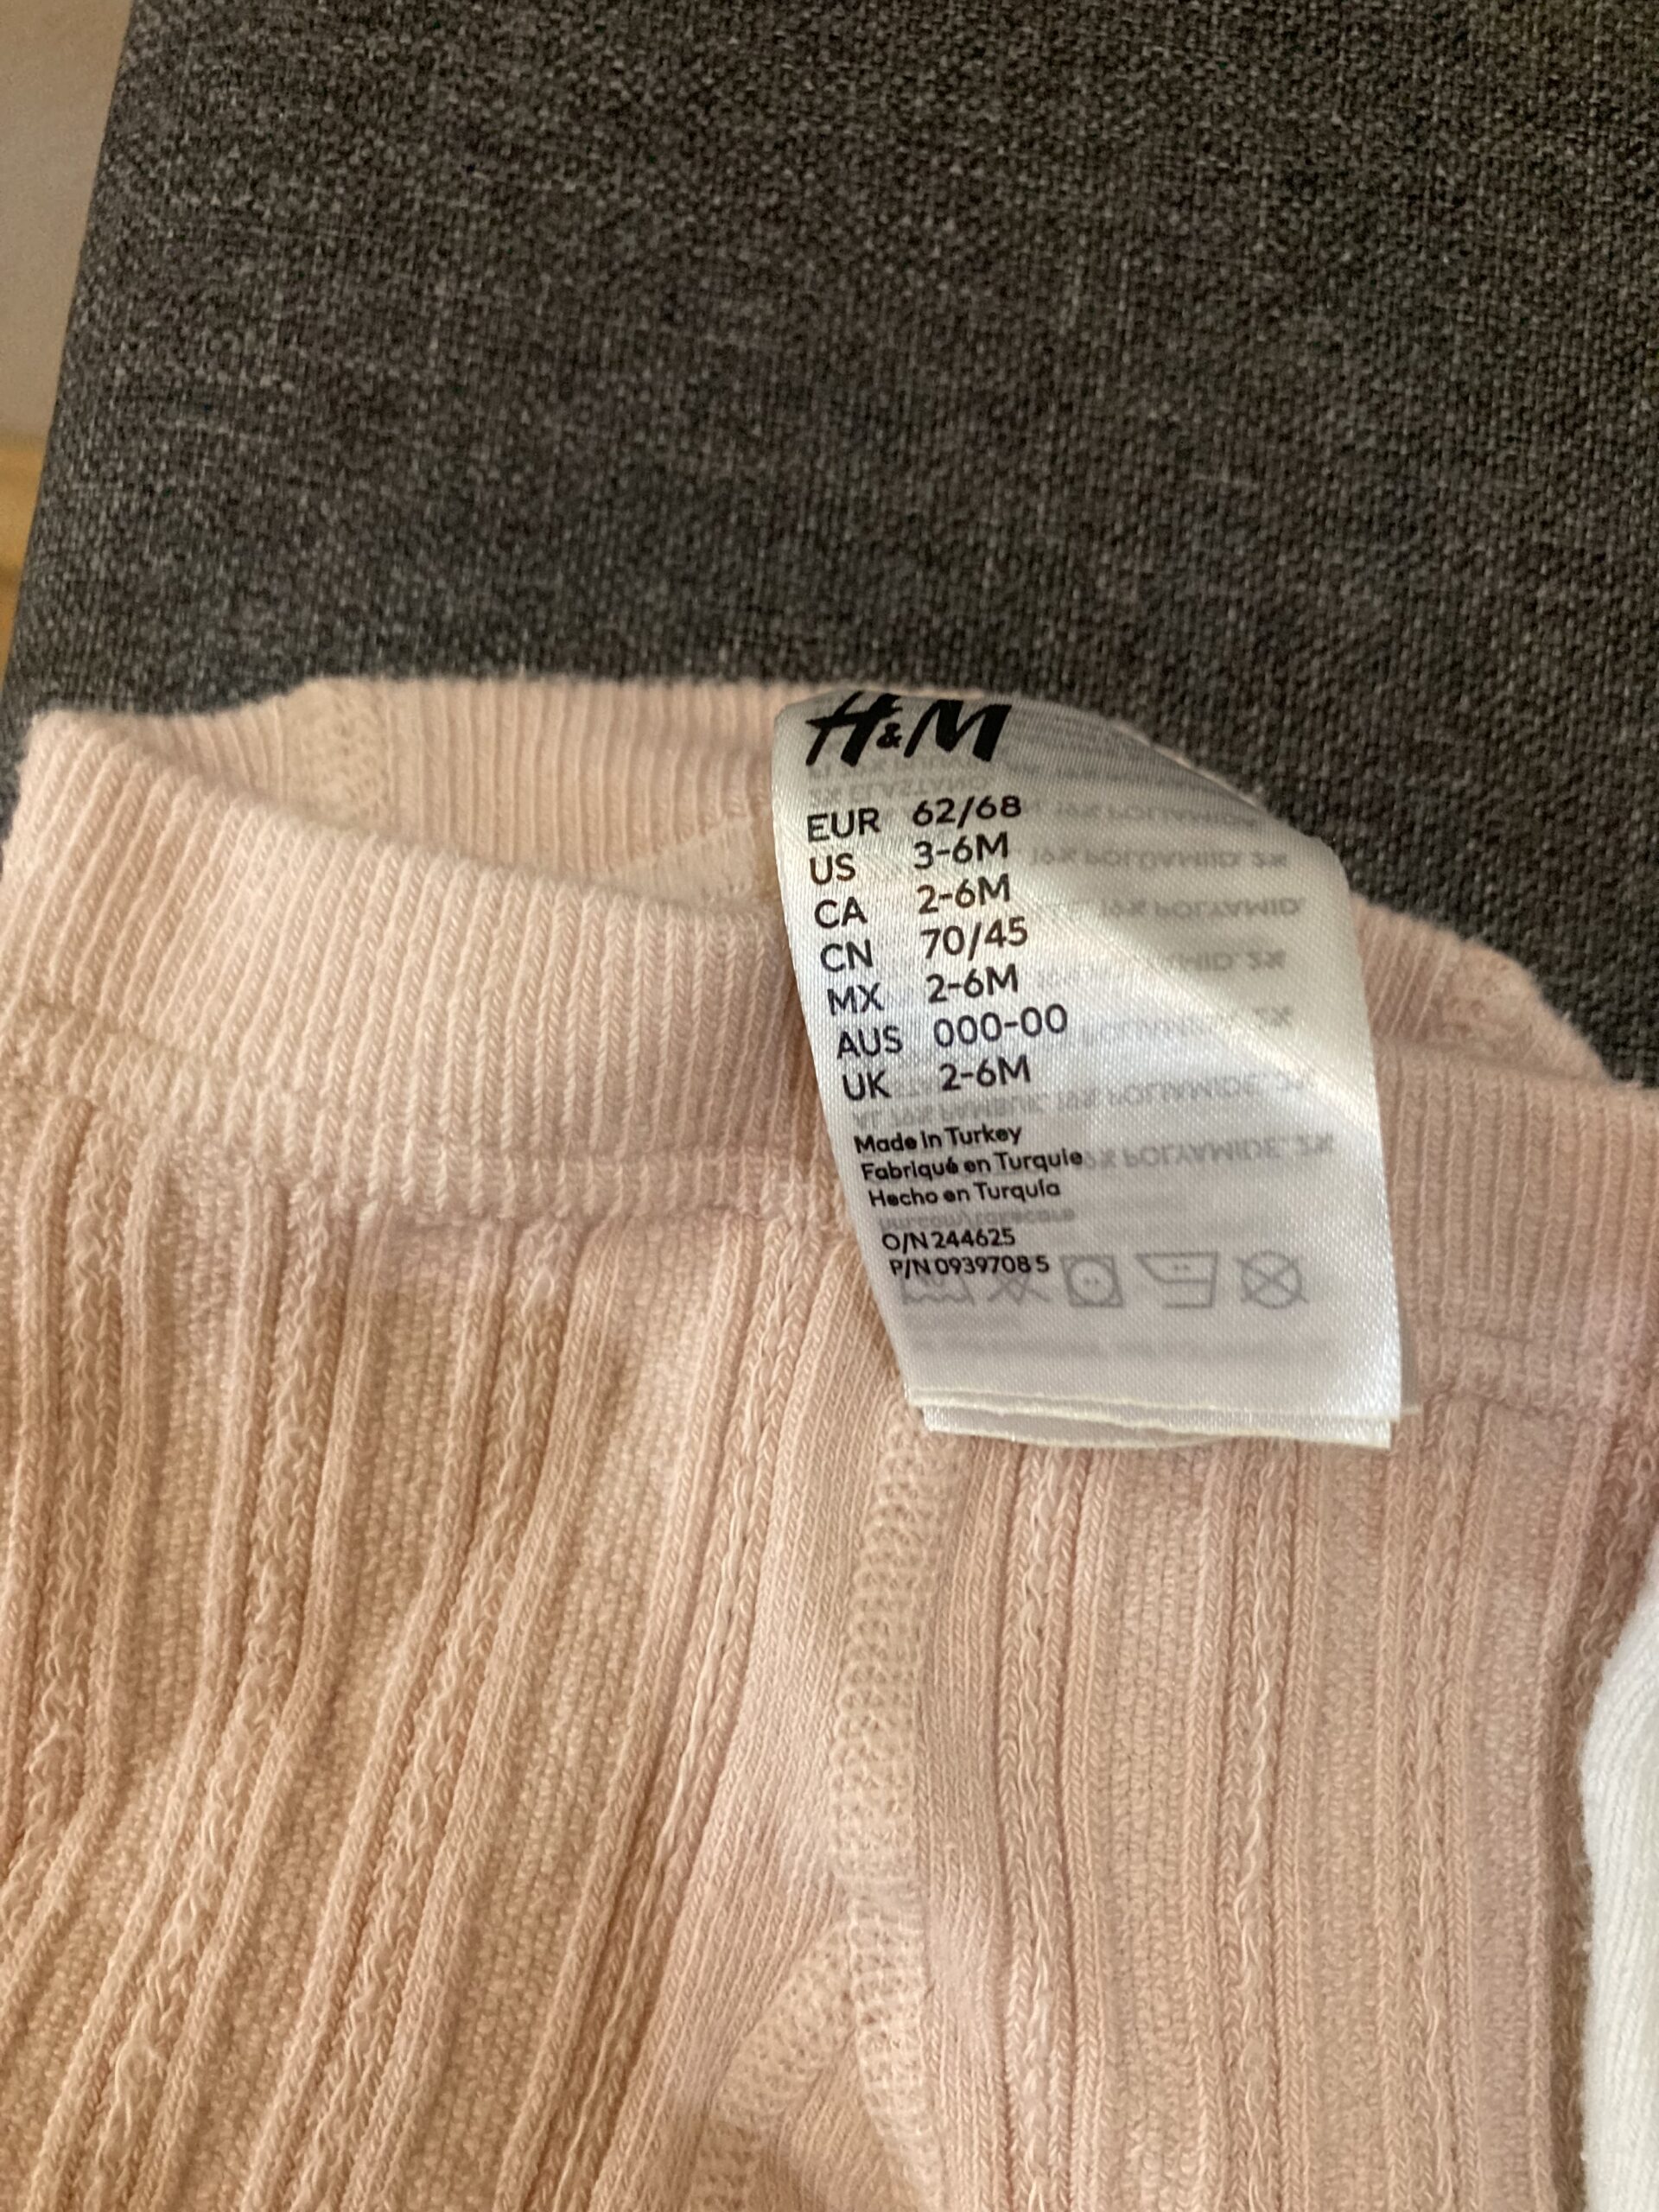 H&M
EUR 62/68
US 3-6M
CA 2-6M
CN 70/45
MX 2-6M
AUS 000-00
UK 2-6M
Made in Turkey
Fabriqué en Turquie
Hecho en Turquía
O/N 244625
P/N 0939708 5